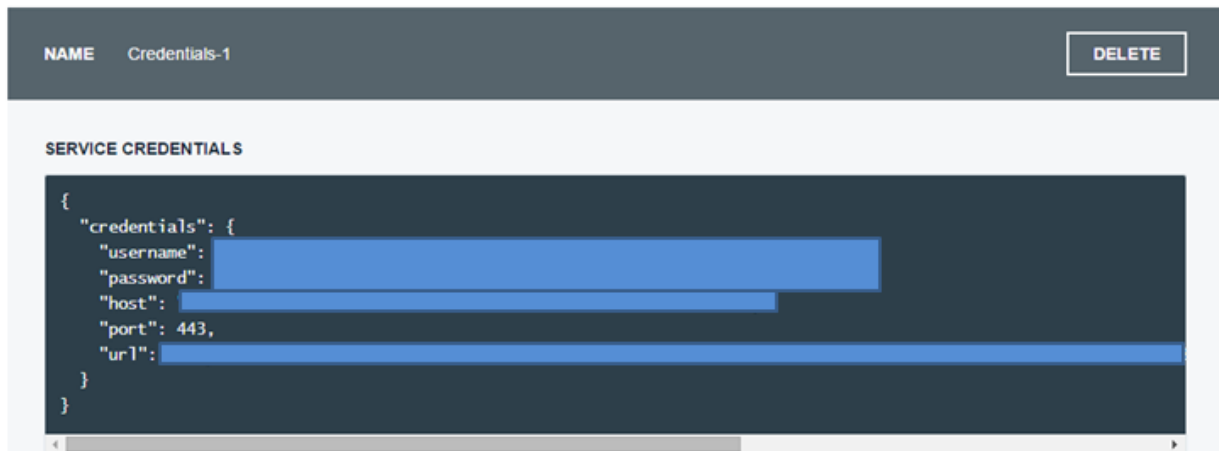 NAME Credentials-1 DELETE
SERVICE CREDENTIALS
{
"credentials": {
"username":
"password":
"host":
"port": 443,
"url":
}
}